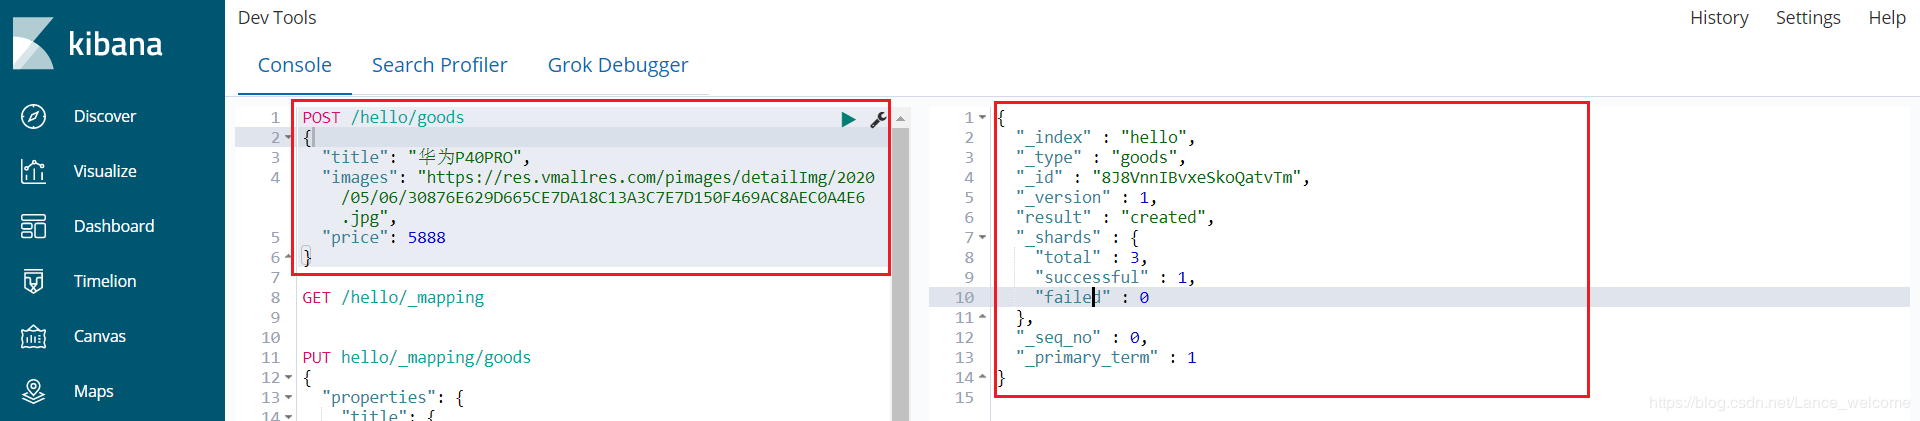 kibana
Discover
Visualize
Dashboard
Timelion
Canvas
Maps
Dev Tools
History Settings Help
Console Search Profiler Grok Debugger
1 POST /hello/goods
2 {
3 "title": "华为P40PRO",
4 "images": "https://res.vmallres.com/pimages/detailImg/2020
/05/06/30876E629D665CE7DA18C13A3C7E7D150F469AC8AEC0A4E6
.jpg",
5 "price": 5888
6 }
7
8 GET /hello/_mapping
9
10
11 PUT hello/_mapping/goods
12 {
13 "properties": {
14 "title": {
1 {
2 "_index" : "hello",
3 "_type" : "goods",
4 "_id" : "8J8VnnIBvxeSkoQatvTm",
5 "_version" : 1,
6 "result" : "created",
7 "_shards" : {
8 "total" : 3,
9 "successful" : 1,
10 "failed" : 0
11 },
12 "_seq_no" : 0,
13 "_primary_term" : 1
14 }
15
https://blog.csdn.net/Lance_welcome